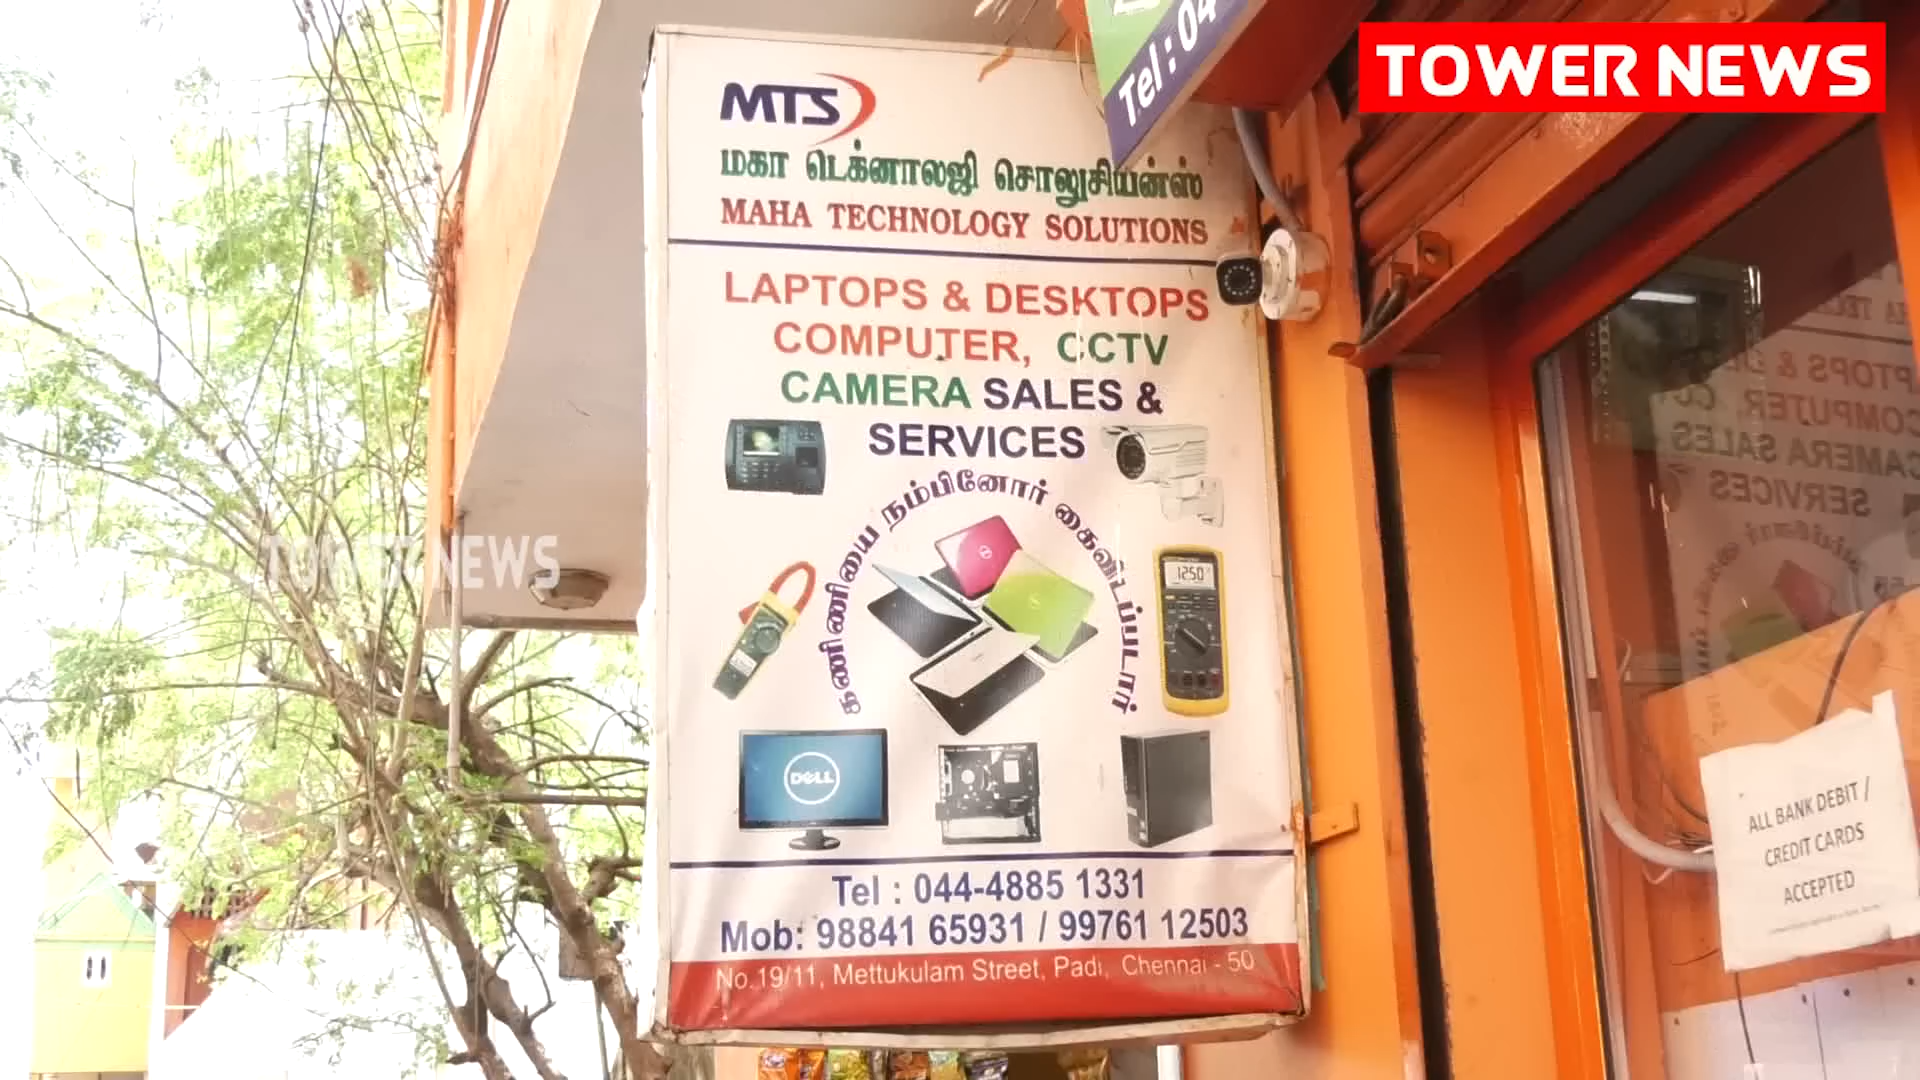 TOWER NEWS
Tel : 04
MTS
மகா டெக்னாலஜி சொலுசியன்ஸ்
MAHA TECHNOLOGY SOLUTIONS
LAPTOPS & DESKTOPS
COMPUTER, CCTV
CAMERA SALES &
SERVICES
கணிணியை நம்பினோர் கைவிடப்படார்
1250
DELL
Tel : 044-4885 1331
Mob: 98841 65931 / 99761 12503
No.19/11, Mettukulam Street, Padi, Chennai - 50
TOWER NEWS
ALL BANK DEBIT /
CREDIT CARDS
ACCEPTED